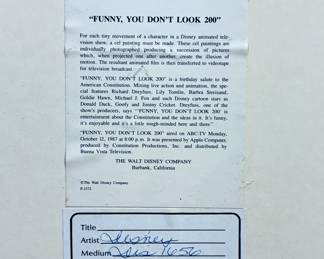 "FUNNY, YOU DON'T LOOK 200"
For each tiny movement of a character in a Disney animated tele-
vision show, a cel painting must be made. These cel paintings are
individually photographed producing a succession of pictures
which, when projected one after another, create the illusion of
motion. The resultant animated film is then transferred to videotape
for television broadcast.
"FUNNY, YOU DON'T LOOK 200" is a birthday salute to the
American Constitution. Mixing live action and animation, the spe-
cial features Richard Dreyfuss, Lily Tomlin, Barbra Streisand,
Goldie Hawn, Michael J. Fox and such Disney cartoon stars as
Donald Duck, Goofy and Jiminy Cricket. Dreyfuss, one of the
show's producers, says "'FUNNY, YOU DON'T LOOK 200' is
entertainment about the Constitution and the ideas in it. It's funny,
it's enjoyable and it's a little tough-minded here and there."
"FUNNY, YOU DON'T LOOK 200" aired on ABC-TV Monday,
October 12, 1987 at 8:00 p.m. It was presented by Apple Computer,
produced by Constitution Productions, Inc. and distributed by
Buena Vista Television.
THE WALT DISNEY COMPANY
Burbank, California
©The Walt Disney Company
Title
Artist Disney
Medium Dis 1656